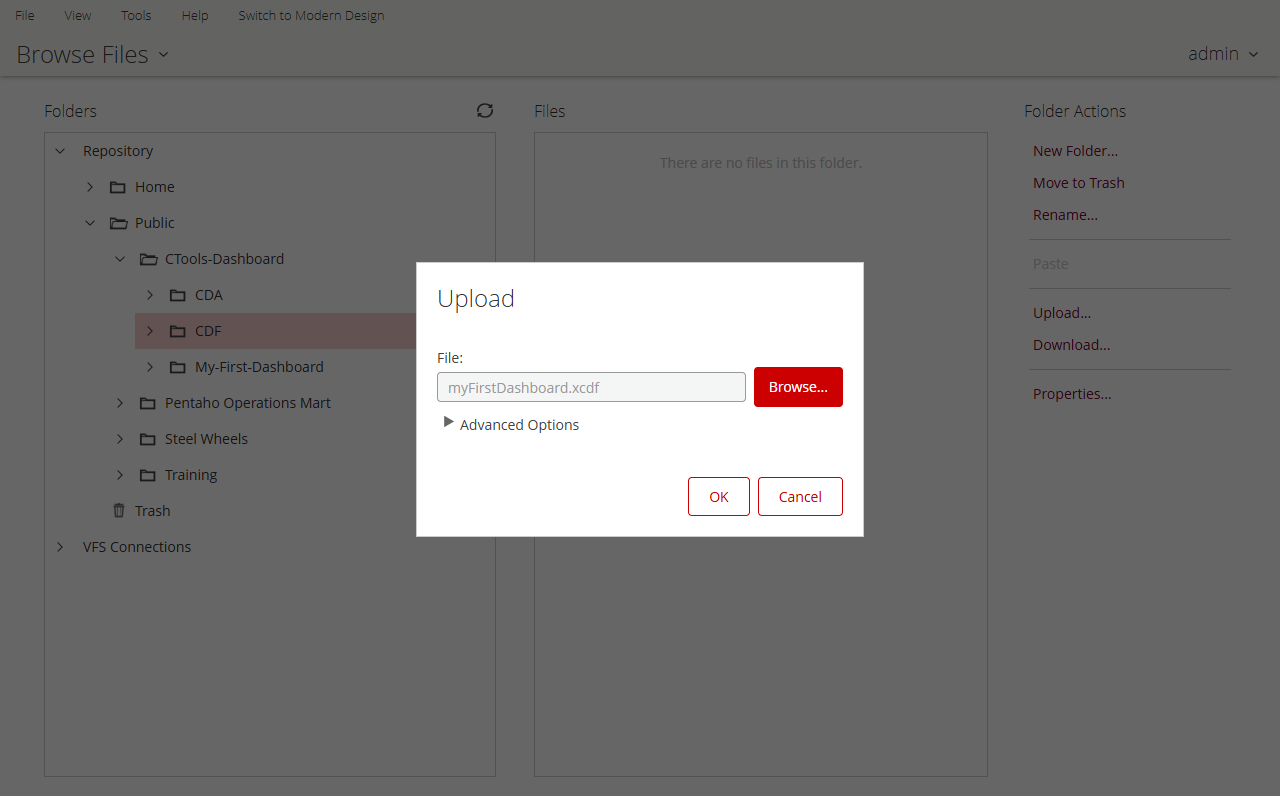 File View Tools Help Switch to Modern Design
Browse Files
admin
Folders
Files
Folder Actions
Repository
Home
Public
CTools-Dashboard
CDA
CDF
My-First-Dashboard
Pentaho Operations Mart
Steel Wheels
Training
Trash
VFS Connections
There are no files in this folder.
New Folder...
Move to Trash
Rename...
Paste
Upload...
Download...
Properties...
Upload
File:
myFirstDashboard.xcdf
Browse...
Advanced Options
OK
Cancel